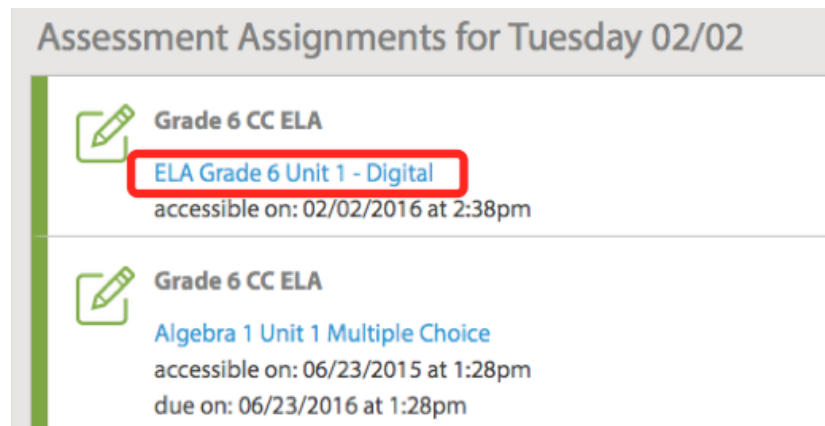 Assessment Assignments for Tuesday 02/02
Grade 6 CC ELA
ELA Grade 6 Unit 1 - Digital
accessible on: 02/02/2016 at 2:38pm
Grade 6 CC ELA
Algebra 1 Unit 1 Multiple Choice
accessible on: 06/23/2015 at 1:28pm
due on: 06/23/2016 at 1:28pm